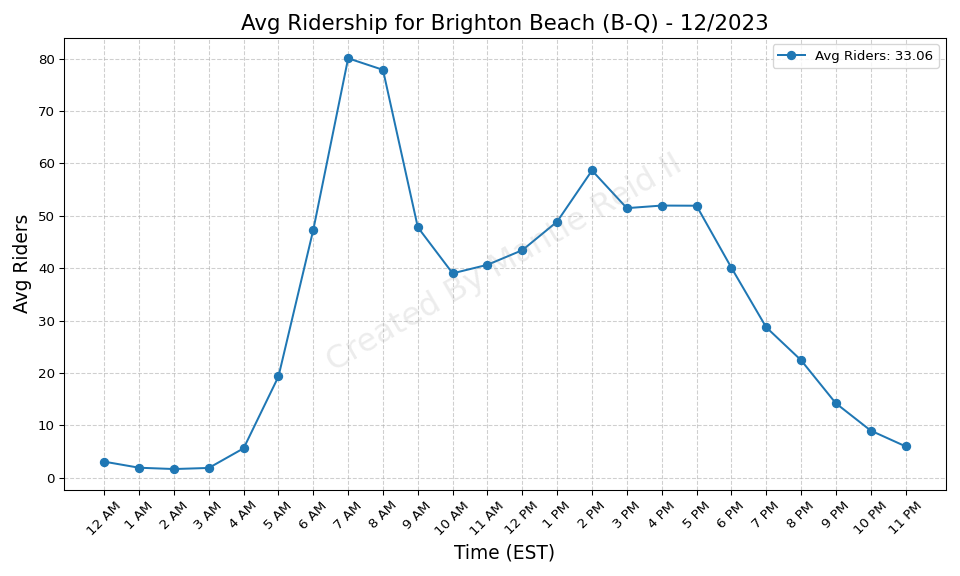 Avg Ridership for Brighton Beach (B-Q) - 12/2023
Avg Riders: 33.06
80
70
60
50
40
30
20
10
0
Avg Riders
Created By Mantie Reid II
12 AM
1 AM
2 AM
3 AM
4 AM
5 AM
6 AM
7 AM
8 AM
9 AM
10 AM
11 AM
12 PM
1 PM
2 PM
3 PM
4 PM
5 PM
6 PM
7 PM
8 PM
9 PM
10 PM
11 PM
Time (EST)